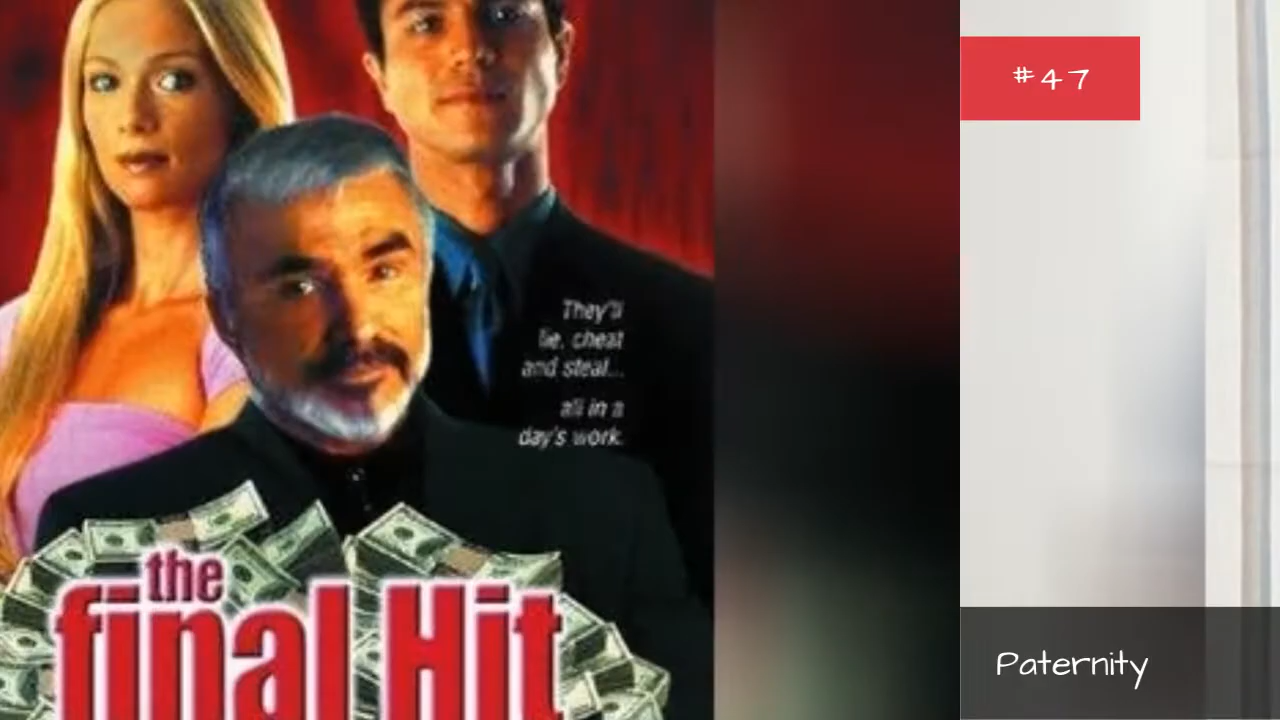 They'll
lie, cheat
and steal...
all in a
day's work.
the
final Hit
#47
Paternity